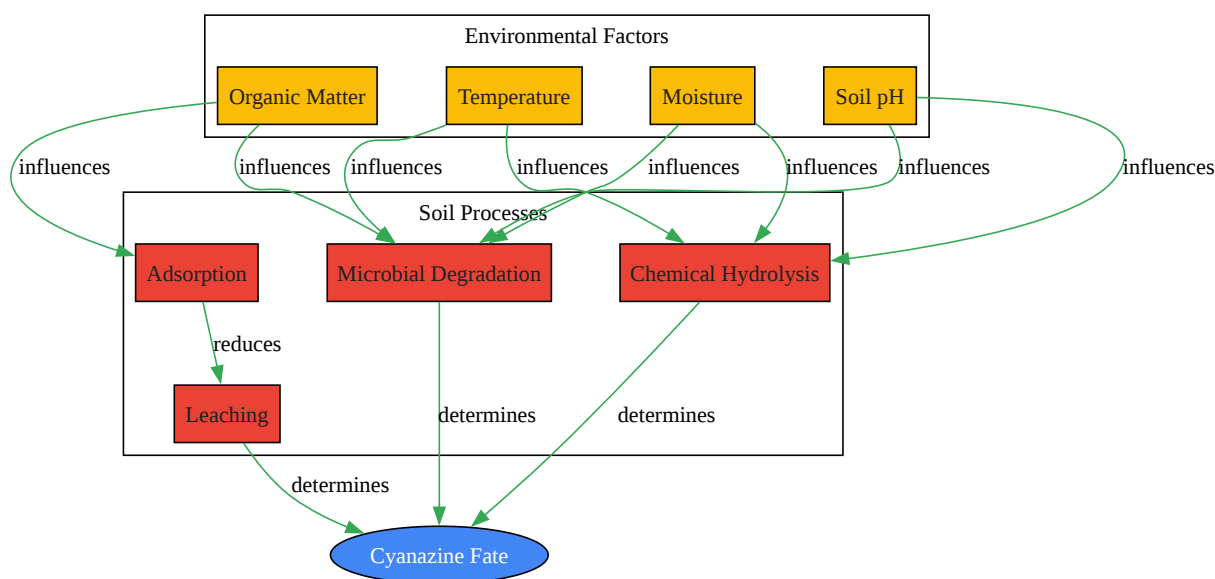 Environmental Factors
Organic Matter
Temperature
Moisture
Soil pH
influences
influences
influences
influences
influences
influences
influences
influences
Soil Processes
Adsorption
Microbial Degradation
Chemical Hydrolysis
reduces
Leaching
determines
determines
determines
Cyanazine Fate